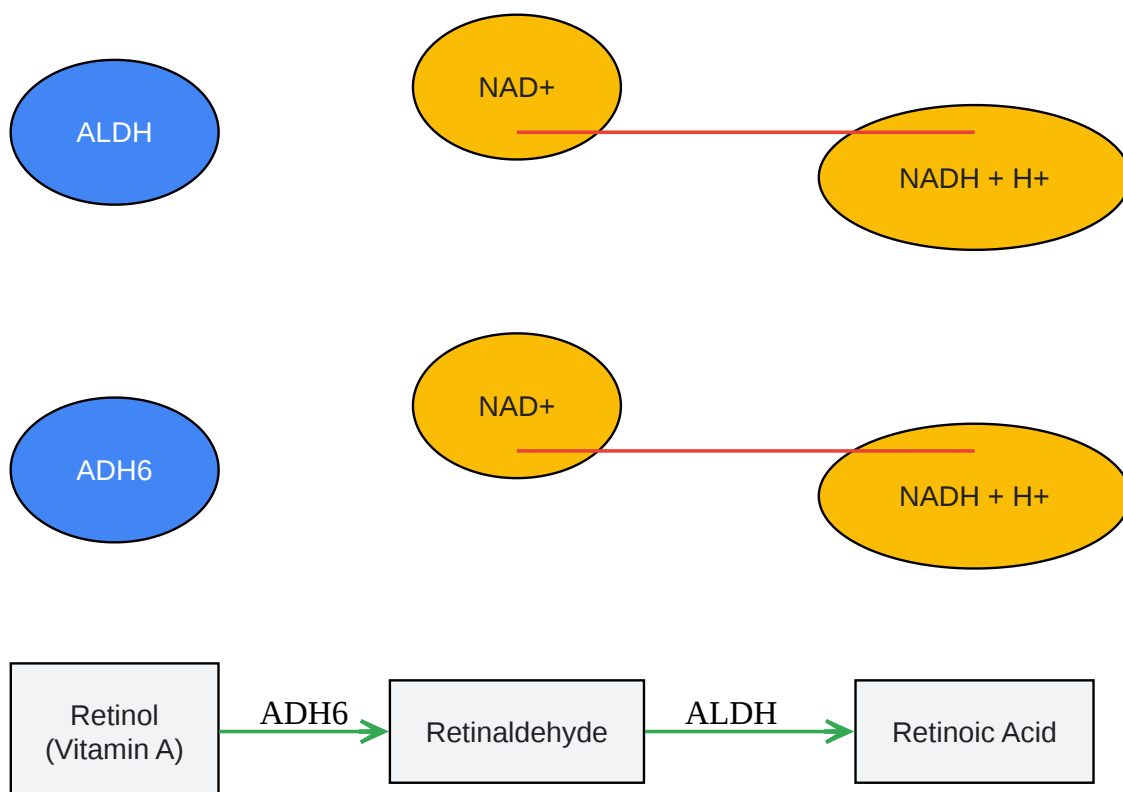 ALDH
NAD+
NADH + H+
ADH6
NAD+
NADH + H+
Retinol
(Vitamin A)
ADH6
Retinaldehyde
ALDH
Retinoic Acid